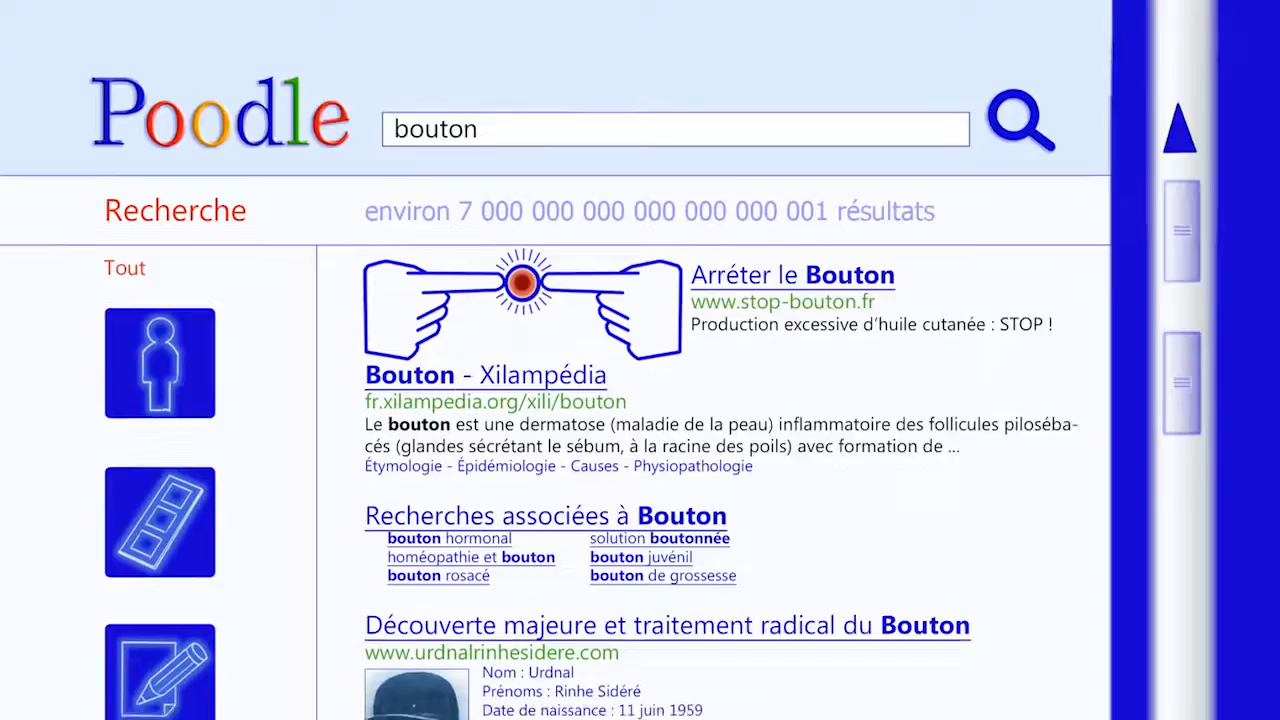 Poodle
bouton
Recherche
environ 7 000 000 000 000 000 000 001 résultats
Tout
Arréter le Bouton
www.stop-bouton.fr
Production excessive d'huile cutanée : STOP !
Bouton - Xilampédia
fr.xilampedia.org/xili/bouton
Le bouton est une dermatose (maladie de la peau) inflammatoire des follicules piloséba-
cés (glandes sécrétant le sébum, à la racine des poils) avec formation de ...
Étymologie - Épidémiologie - Causes - Physiopathologie
Recherches associées à Bouton
bouton hormonal
solution boutonnée
homéopathie et bouton
bouton juvénil
bouton rosacé
bouton de grossesse
Découverte majeure et traitement radical du Bouton
www.urdnalrinhesidere.com
Nom : Urdnal
Prénoms : Rinhe Sidéré
Date de naissance : 11 juin 1959